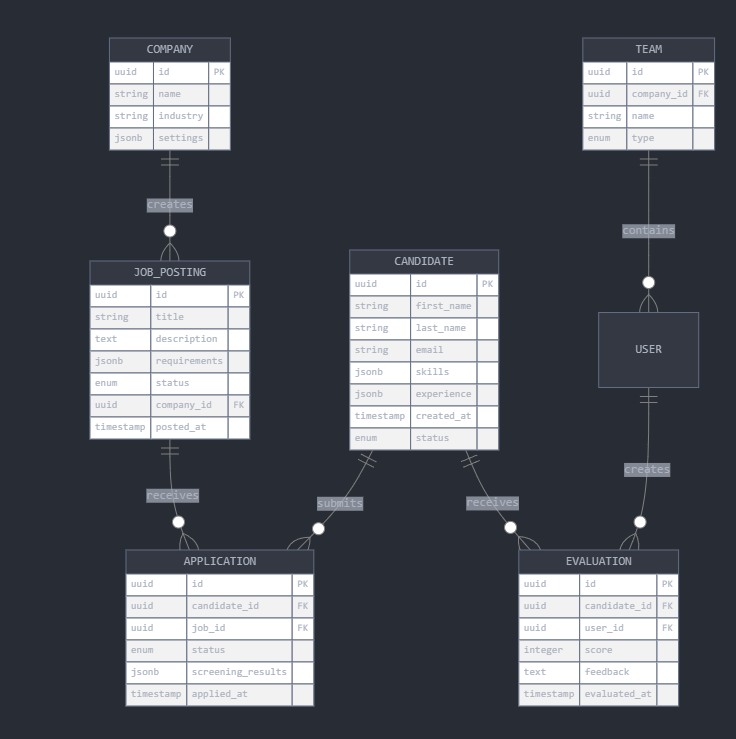 COMPANY
uuid id PK
string name
string industry
jsonb settings
TEAM
uuid id PK
uuid company_id FK
string name
enum type
creates
contains
JOB_POSTING
uuid id PK
string title
text description
jsonb requirements
enum status
uuid company_id FK
timestamp posted_at
CANDIDATE
uuid id PK
string first_name
string last_name
string email
jsonb skills
jsonb experience
timestamp created_at
enum status
USER
receives
submits
receives
creates
APPLICATION
uuid id PK
uuid candidate_id FK
uuid job_id FK
enum status
jsonb screening_results
timestamp applied_at
EVALUATION
uuid id PK
uuid candidate_id FK
uuid user_id FK
integer score
text feedback
timestamp evaluated_at